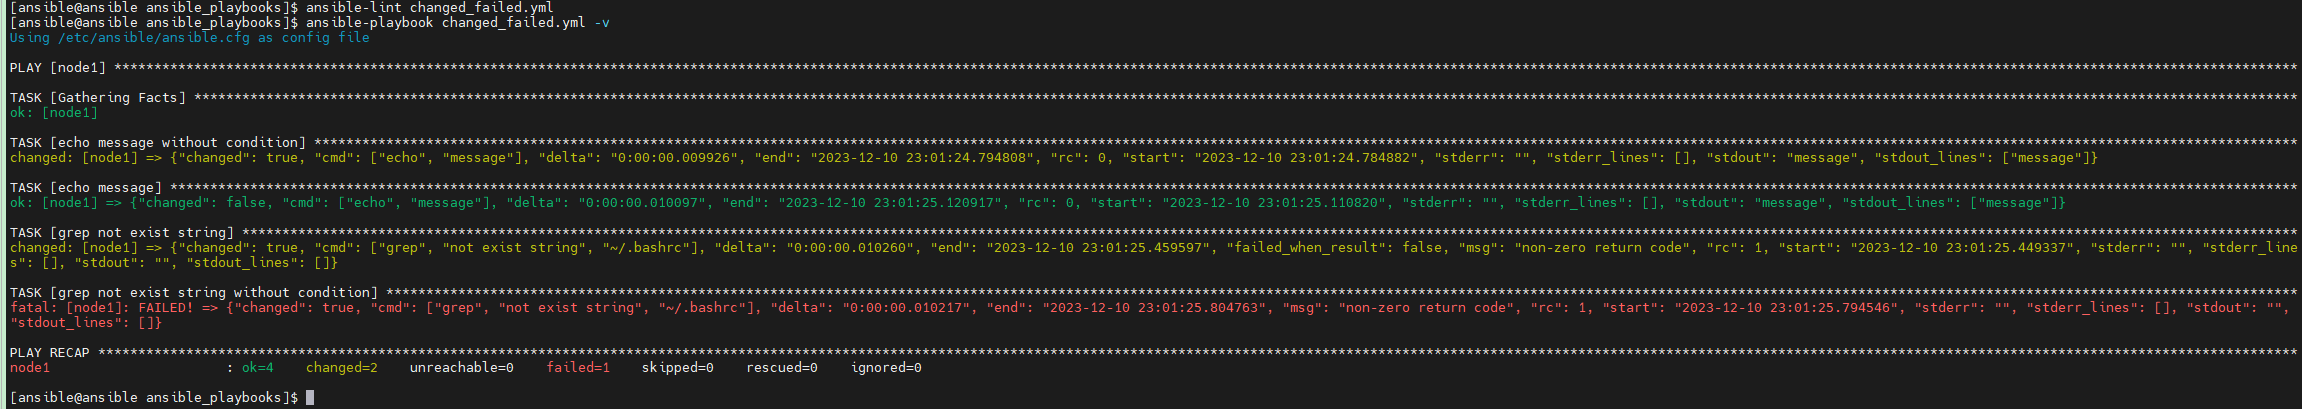 [ansible@ansible ansible_playbooks]$ ansible-lint changed_failed.yml
[ansible@ansible ansible_playbooks]$ ansible-playbook changed_failed.yml -v
Using /etc/ansible/ansible.cfg as config file
PLAY [node1] ****************************************************************************************************
TASK [Gathering Facts] ****************************************************************************************************
ok: [node1]
TASK [echo message without condition] ****************************************************************************************************
changed: [node1] => {"changed": true, "cmd": ["echo", "message"], "delta": "0:00:00.009926", "end": "2023-12-10 23:01:24.794808", "rc": 0, "start": "2023-12-10 23:01:24.784882", "stderr": "", "stderr_lines": [], "stdout": "message", "stdout_lines": ["message"]}
TASK [echo message] ****************************************************************************************************
ok: [node1] => {"changed": false, "cmd": ["echo", "message"], "delta": "0:00:00.010097", "end": "2023-12-10 23:01:25.120917", "rc": 0, "start": "2023-12-10 23:01:25.110820", "stderr": "", "stderr_lines": [], "stdout": "message", "stdout_lines": ["message"]}
TASK [grep not exist string] ****************************************************************************************************
changed: [node1] => {"changed": true, "cmd": ["grep", "not exist string", "~/.bashrc"], "delta": "0:00:00.010260", "end": "2023-12-10 23:01:25.459597", "failed_when_result": false, "msg": "non-zero return code", "rc": 1, "start": "2023-12-10 23:01:25.449337", "stderr": "", "stderr_line
s": [], "stdout": "", "stdout_lines": []}
TASK [grep not exist string without condition] ****************************************************************************************************
fatal: [node1]: FAILED! => {"changed": true, "cmd": ["grep", "not exist string", "~/.bashrc"], "delta": "0:00:00.010217", "end": "2023-12-10 23:01:25.804763", "msg": "non-zero return code", "rc": 1, "start": "2023-12-10 23:01:25.794546", "stderr": "", "stderr_lines": [], "stdout": "",
"stdout_lines": []}
PLAY RECAP ****************************************************************************************************
node1 : ok=4 changed=2 unreachable=0 failed=1 skipped=0 rescued=0 ignored=0
[ansible@ansible ansible_playbooks]$